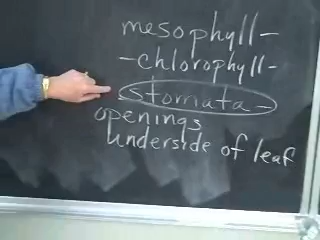 mesophyll-
-chlorophyll-
stomata-
openings
underside of leaf